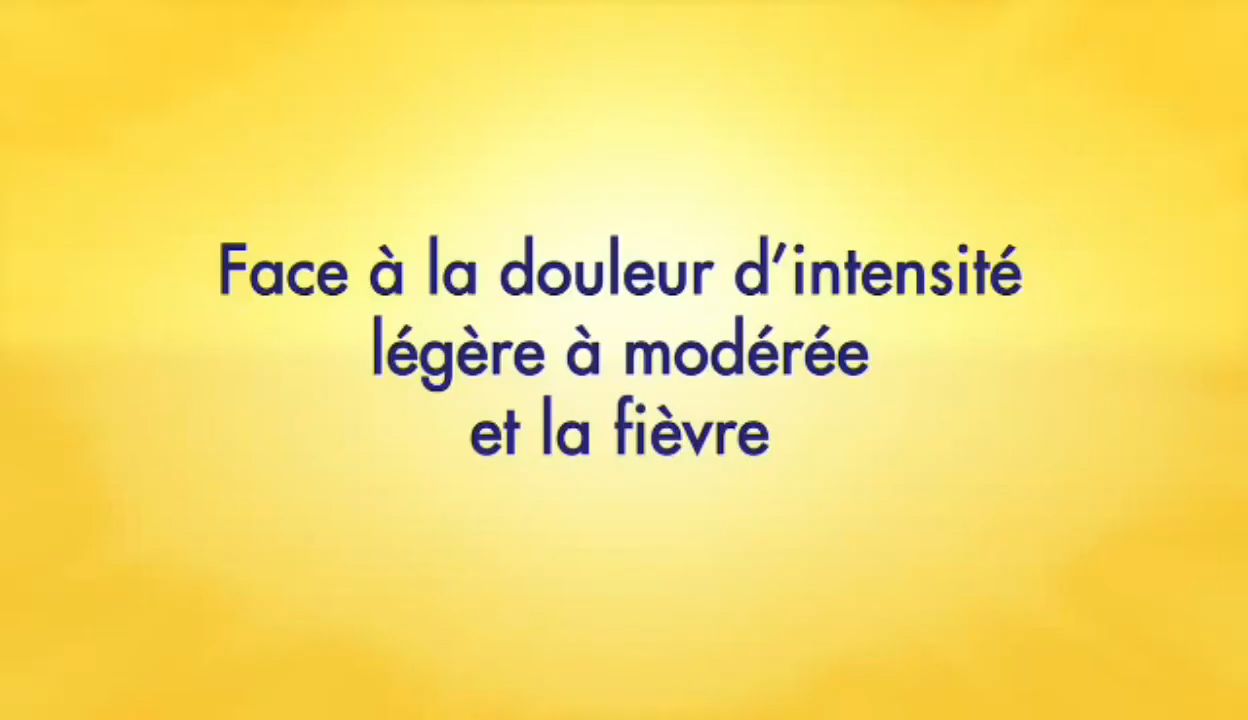 Face à la douleur d’intensité
légère à modérée
et la fièvre